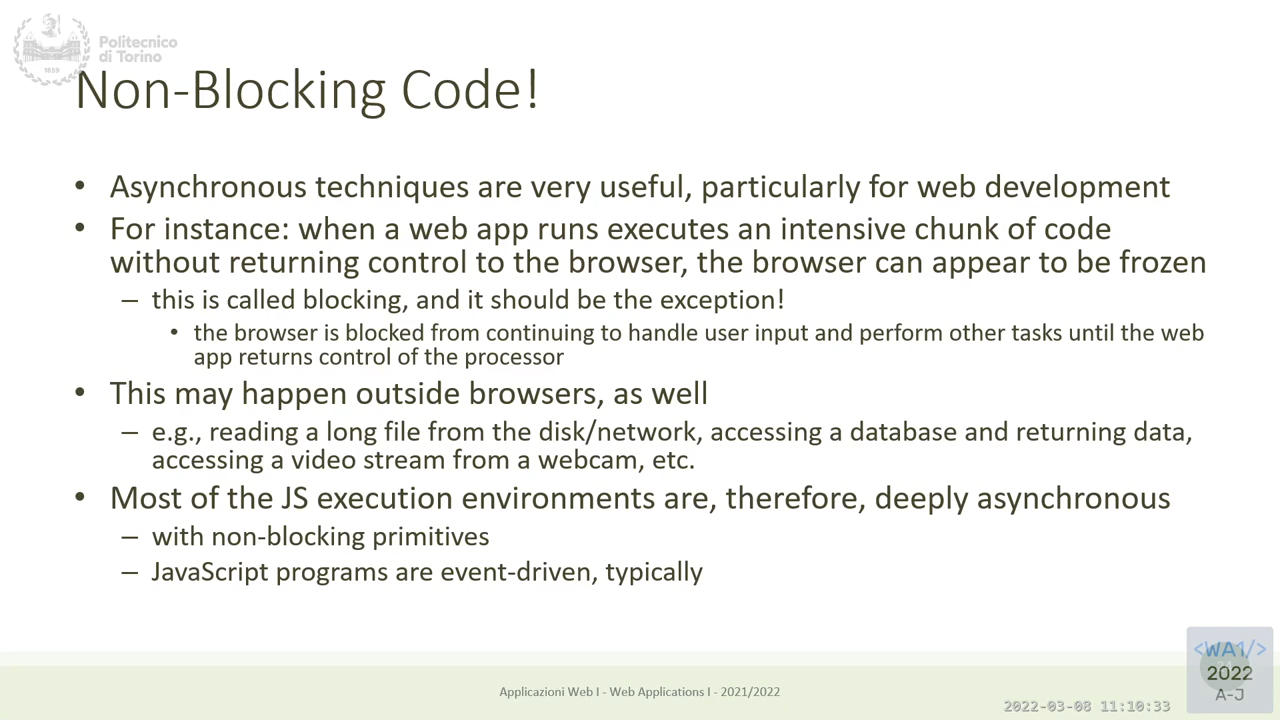 Politecnico
di Torino
1859
Non-Blocking Code!
• Asynchronous techniques are very useful, particularly for web development
• For instance: when a web app runs executes an intensive chunk of code
without returning control to the browser, the browser can appear to be frozen
– this is called blocking, and it should be the exception!
• the browser is blocked from continuing to handle user input and perform other tasks until the web
app returns control of the processor
• This may happen outside browsers, as well
– e.g., reading a long file from the disk/network, accessing a database and returning data,
accessing a video stream from a webcam, etc.
• Most of the JS execution environments are, therefore, deeply asynchronous
– with non-blocking primitives
– JavaScript programs are event-driven, typically
Applicazioni Web I - Web Applications I - 2021/2022
2022-03-08 11:10:33
<WA1/>
2022
A-J